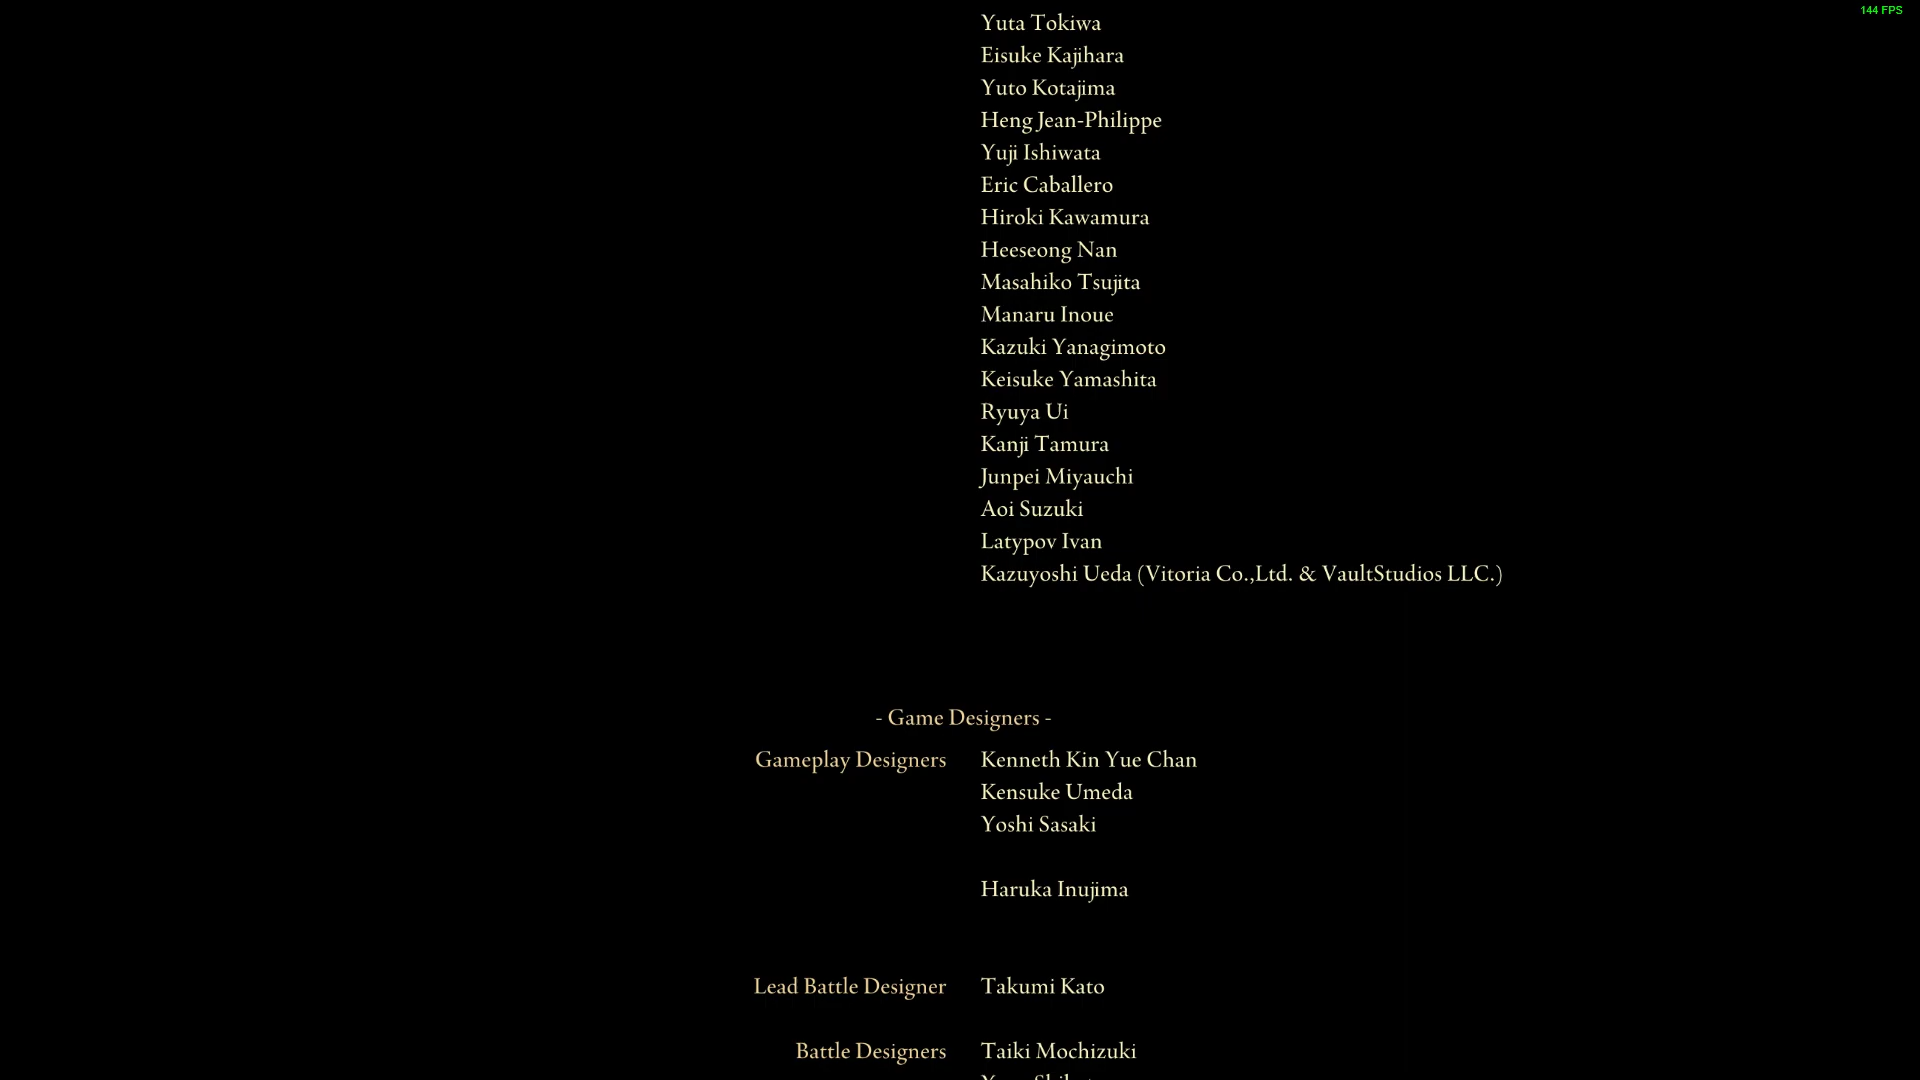 144 FPS
Yuta Tokiwa
Eisuke Kajihara
Yuto Kotajima
Heng Jean-Philippe
Yuji Ishiwata
Eric Caballero
Hiroki Kawamura
Heeseong Nan
Masahiko Tsujita
Manaru Inoue
Kazuki Yanagimoto
Keisuke Yamashita
Ryuya Ui
Kanji Tamura
Junpei Miyauchi
Aoi Suzuki
Latypov Ivan
Kazuyoshi Ueda (Vitoria Co.,Ltd. & VaultStudios LLC.)
- Game Designers -
Gameplay Designers Kenneth Kin Yue Chan
Kensuke Umeda
Yoshi Sasaki
Haruka Inujima
Lead Battle Designer Takumi Kato
Battle Designers Taiki Mochizuki